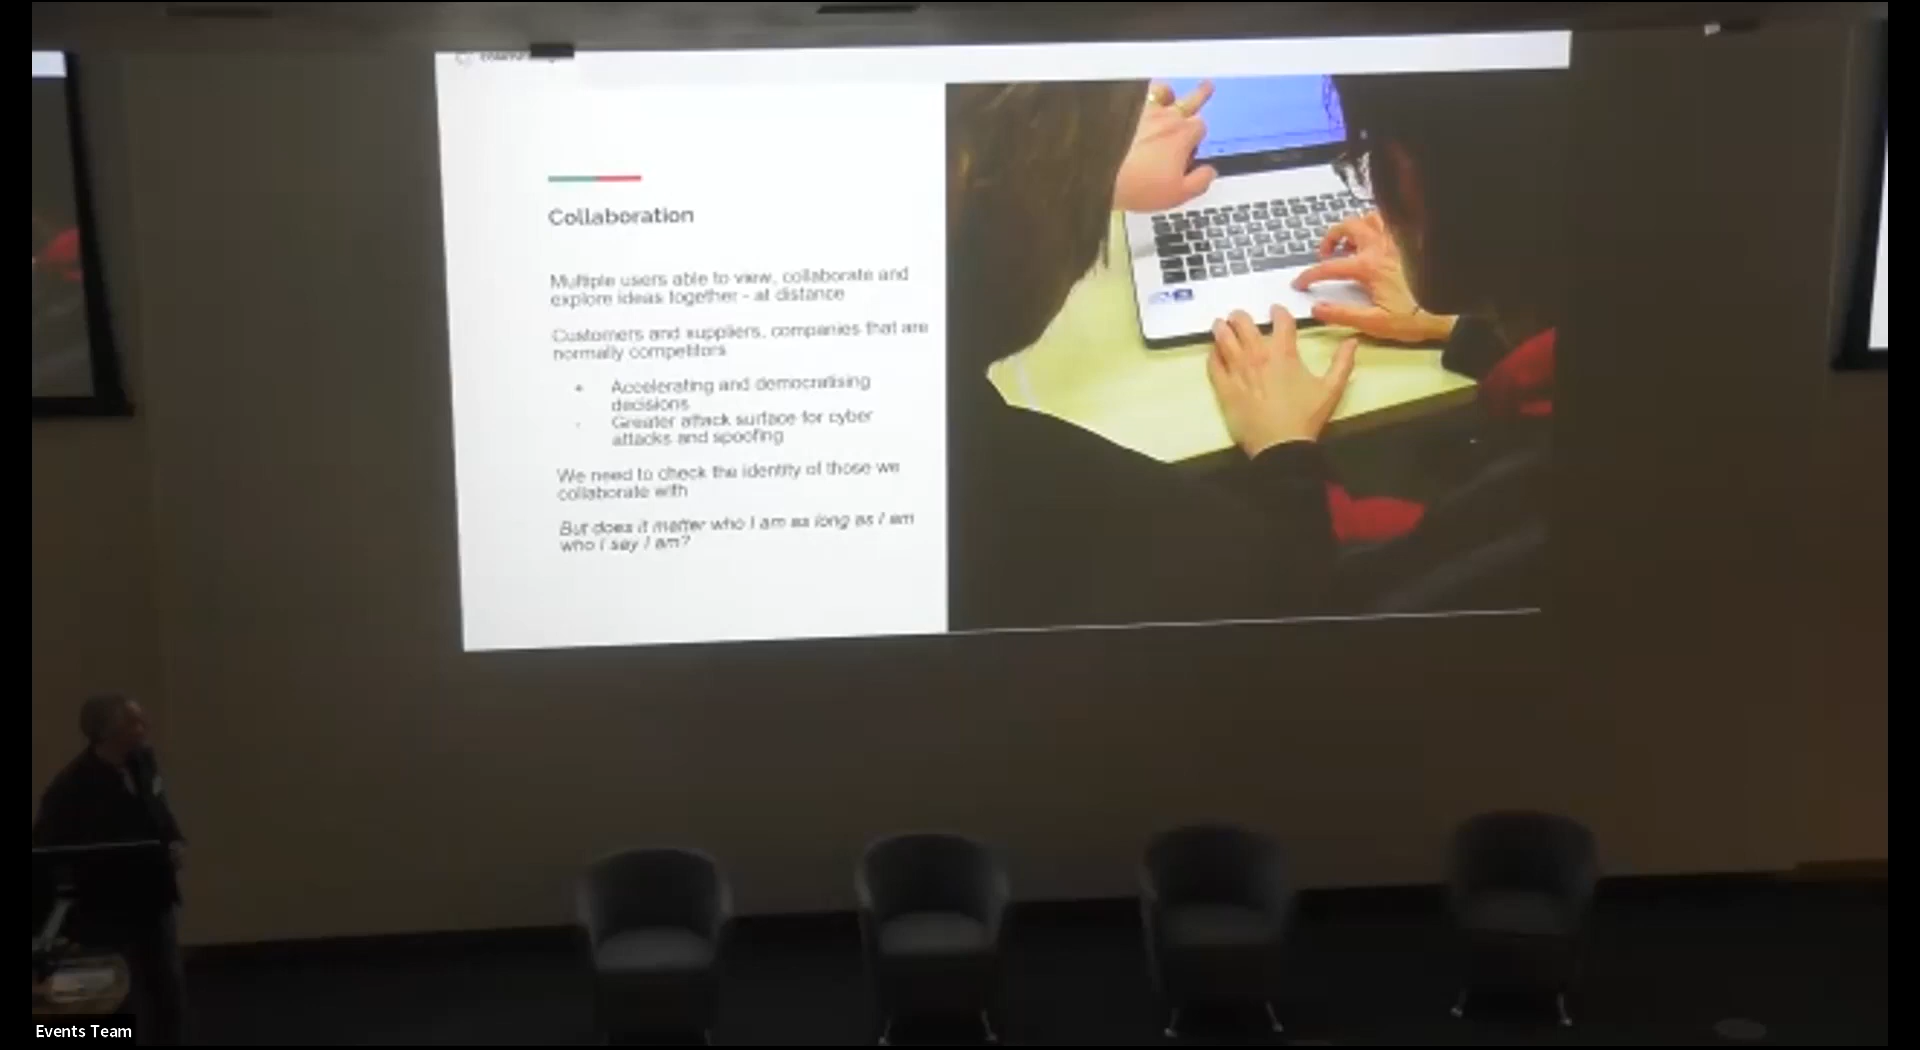 Collaboration
Multiple users able to view, collaborate and
explore ideas together - at distance
Customers and suppliers, companies that are
normally competitors
+ Accelerating and democratising
decisions
- Greater attack surface for cyber
attacks and spoofing
We need to check the identity of those we
collaborate with
But does it matter who I am as long as I am
who I say I am?
Events Team